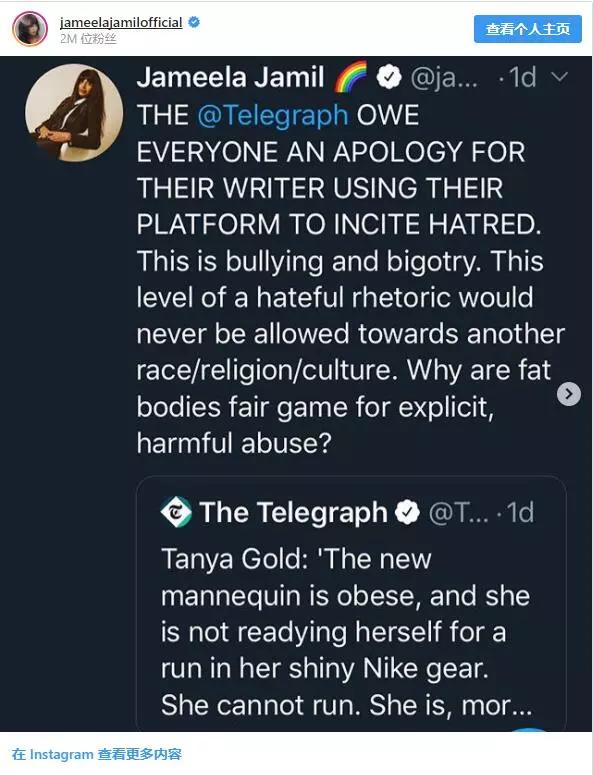 jameelajamilofficial
2M 位粉丝
查看个人主页
Jameela Jamil 🌈 @ja... · 1d
THE @Telegraph OWE
EVERYONE AN APOLOGY FOR
THEIR WRITER USING THEIR
PLATFORM TO INCITE HATRED.
This is bullying and bigotry. This
level of a hateful rhetoric would
never be allowed towards another
race/religion/culture. Why are fat
bodies fair game for explicit,
harmful abuse?
The Telegraph @T... · 1d
Tanya Gold: 'The new
mannequin is obese, and she
is not readying herself for a
run in her shiny Nike gear.
She cannot run. She is, mor...
在 Instagram 查看更多内容